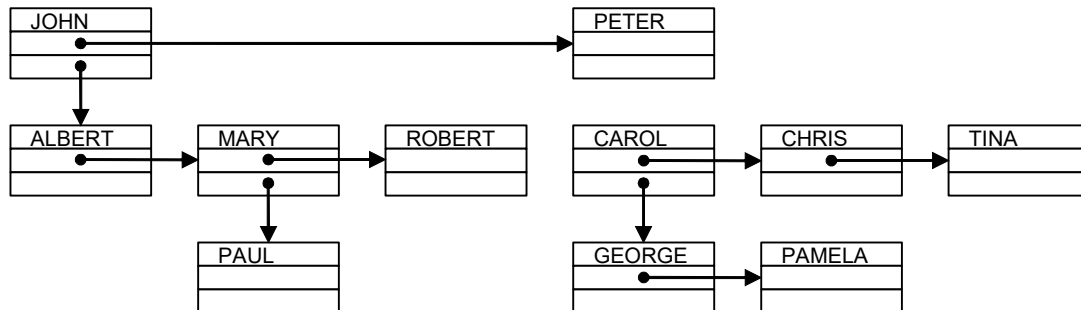 JOHN
PETER
ALBERT
MARY
ROBERT
CAROL
CHRIS
TINA
PAUL
GEORGE
PAMELA